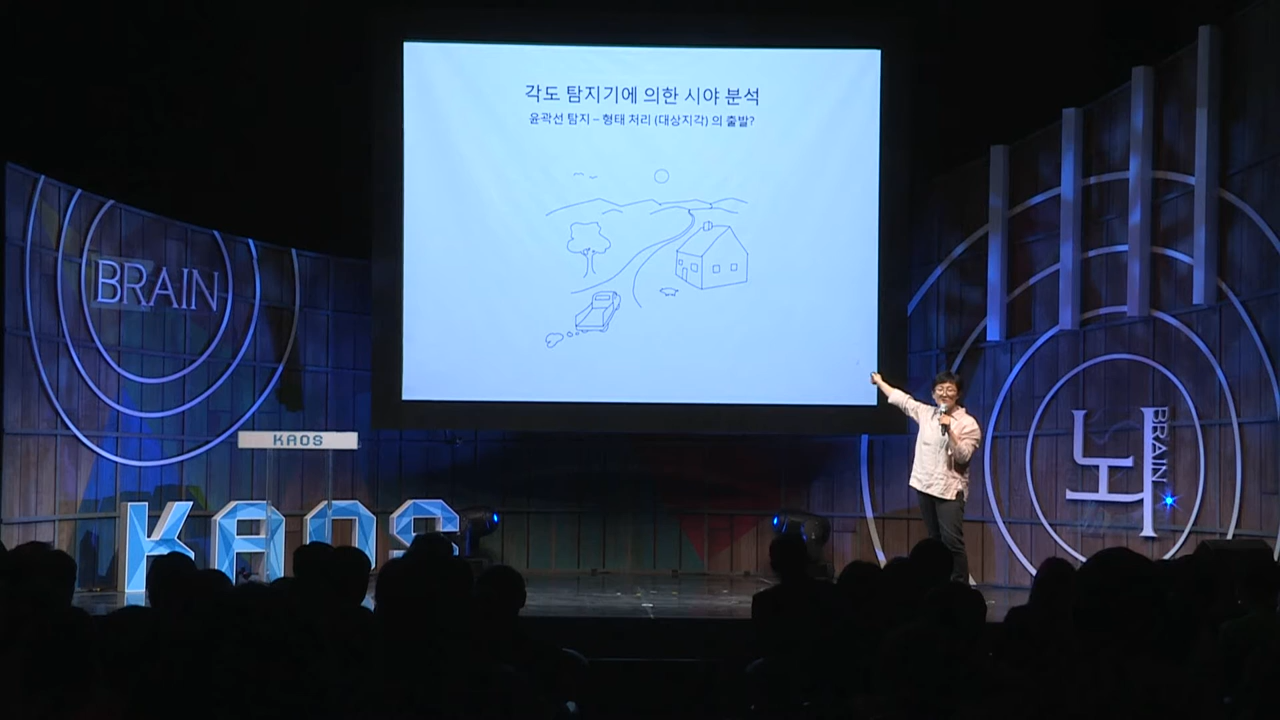 각도 탐지기에 의한 시야 분석
윤곽선 탐지 – 형태 처리 (대상지각) 의 출발?
BRAIN
KAOS
KAOS
뇌
BRAIN